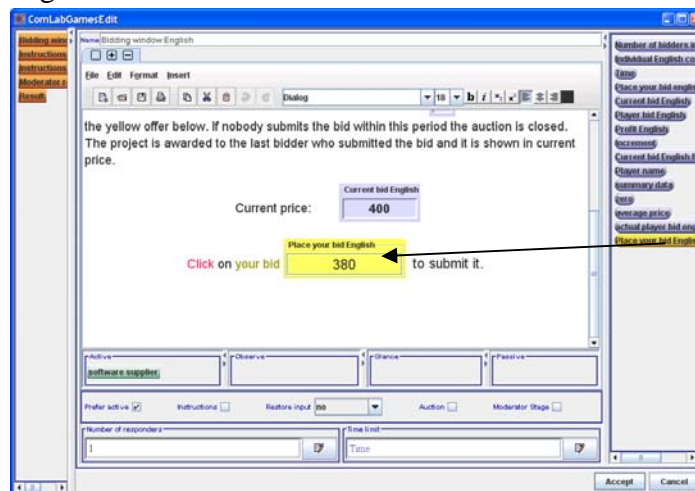 ComLabGamesEdit
Bidding wind
Instructions
Instructions
Moderator r
Result
Name Bidding window English
File Edit Format Insert
Dialog 18 b i
the yellow offer below. If nobody submits the bid within this period the auction is closed.
The project is awarded to the last bidder who submitted the bid and it is shown in current
price.
Current bid English
Current price: 400
Place your bid English
Click on your bid 380 to submit it.
Active Observe Glance Passive
software supplier
Prefer active Instructions Restore input no Auction Moderator Stage
Number of responders Time limit
1 Time
Number of bidders in
Individual English co
Time
Place your bid englis
Current bid English
Player bid English
Profit English
Increment
Current bid English
Player name
summary data
zero
average price
actual player bid eng
Place your bid Englis
Accept Cancel